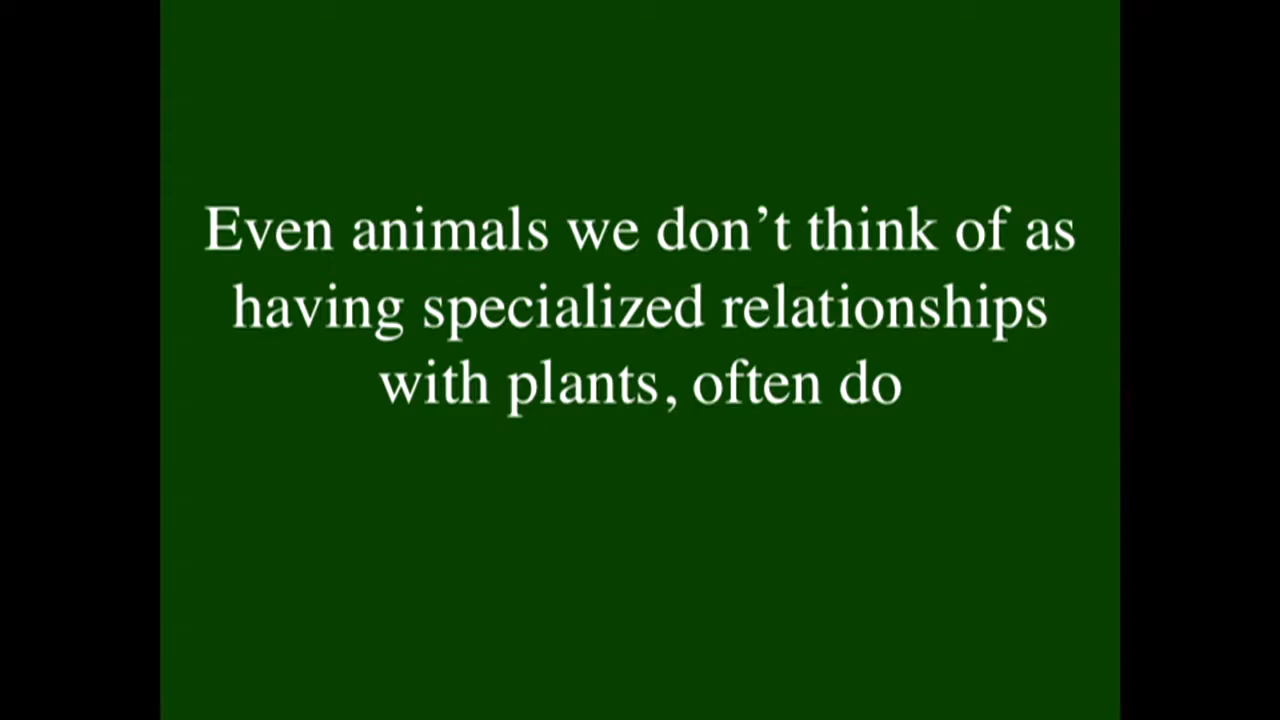 Even animals we don’t think of as
having specialized relationships
with plants, often do